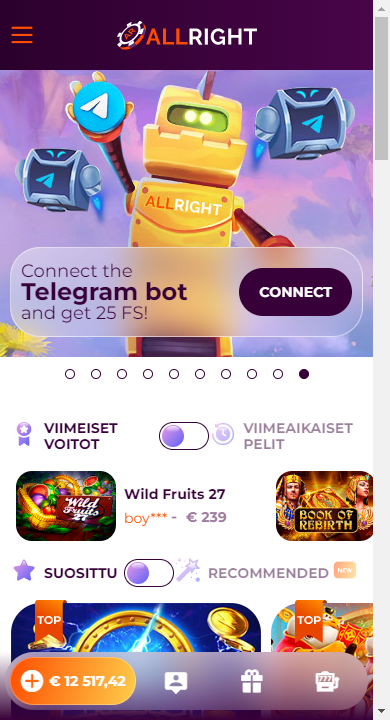 ALLRIGHT
ALLRIGHT
Connect the
Telegram bot
and get 25 FS!
CONNECT
VIIMEISET
VOITOT
VIIMEAIKAISET
PELIT
Wild Fruits 27
boy*** - € 239
Wild
Fruits
27
BOOK OF
REBIRTH
SUOSITTU
RECOMMENDED
NEW
TOP
TOP
€ 12 517,42
777